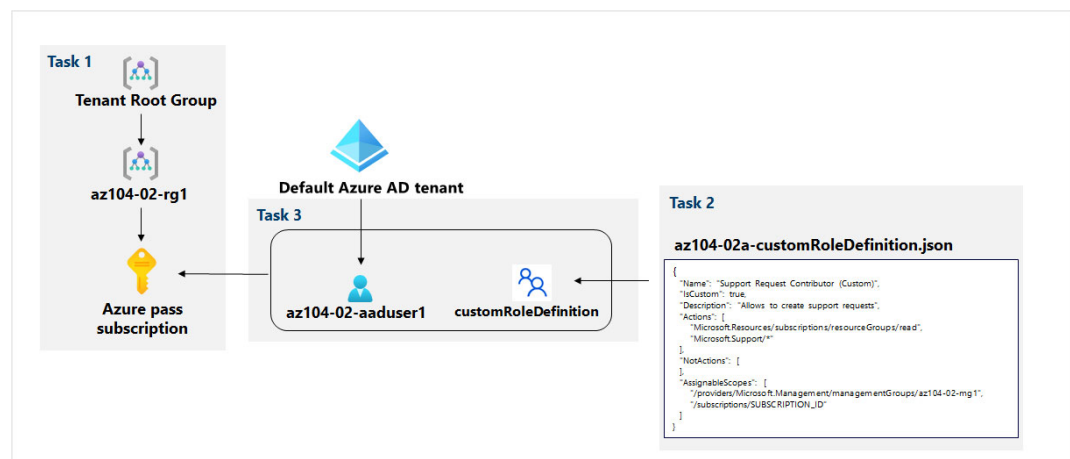 Task 1
Tenant Root Group
az104-02-rg1
Azure pass
subscription
Default Azure AD tenant
Task 3
az104-02-aaduser1
customRoleDefinition
Task 2
az104-02a-customRoleDefinition.json
{
"Name": "Support Request Contributor (Custom)",
"IsCustom": true,
"Description": "Allows to create support requests",
"Actions": [
"Microsoft.Resources/subscriptions/resourceGroups/read",
"Microsoft.Support/*"
],
"NotActions": [
],
"AssignableScopes": [
"/providers/Microsoft.Management/managementGroups/az104-02-mg1",
"/subscriptions/SUBSCRIPTION_ID"
]
}